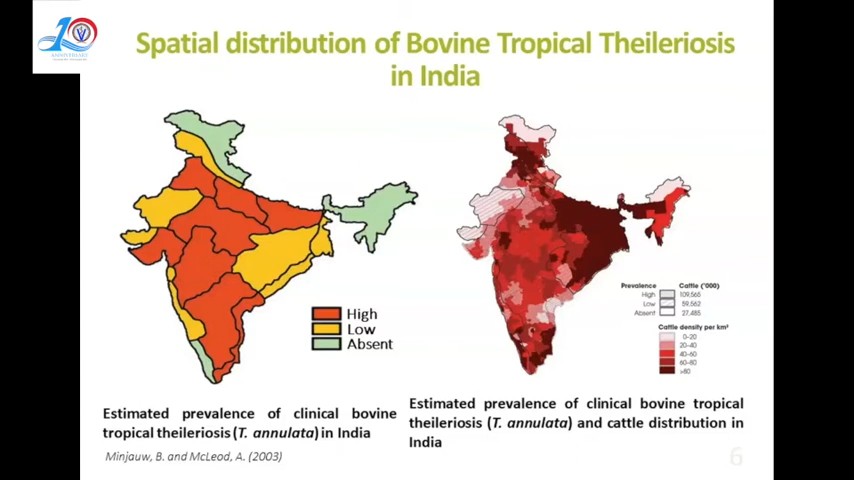 10
ANNIVERSARY
Spatial distribution of Bovine Tropical Theileriosis
in India
High
Low
Absent
Estimated prevalence of clinical bovine
tropical theileriosis (T. annulata) in India
Minjauw, B. and McLeod, A. (2003)
Prevalence Cattle ('000)
High 109,565
Low 59,562
Absent 27,485
Cattle density per km²
0–20
20–40
40–60
60–80
>80
Estimated prevalence of clinical bovine tropical
theileriosis (T. annulata) and cattle distribution in
India
6